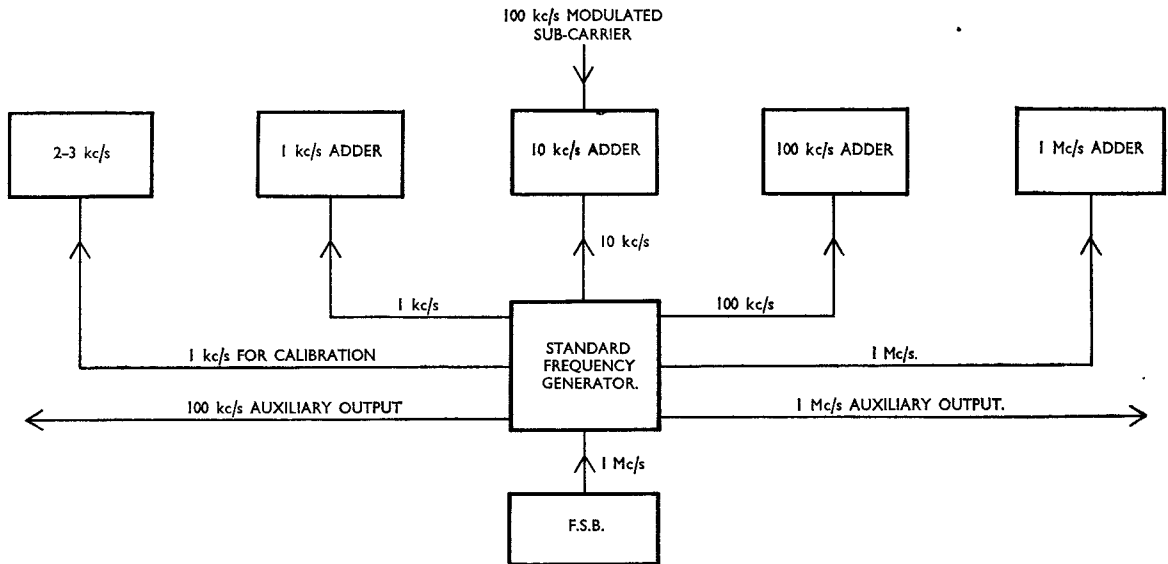 100 kc/s MODULATED
SUB-CARRIER
2–3 kc/s
1 kc/s ADDER
10 kc/s ADDER
100 kc/s ADDER
1 Mc/s ADDER
10 kc/s
1 kc/s
100 kc/s
1 kc/s FOR CALIBRATION
STANDARD
FREQUENCY
GENERATOR.
1 Mc/s.
100 kc/s AUXILIARY OUTPUT
1 Mc/s AUXILIARY OUTPUT.
1 Mc/s
F.S.B.